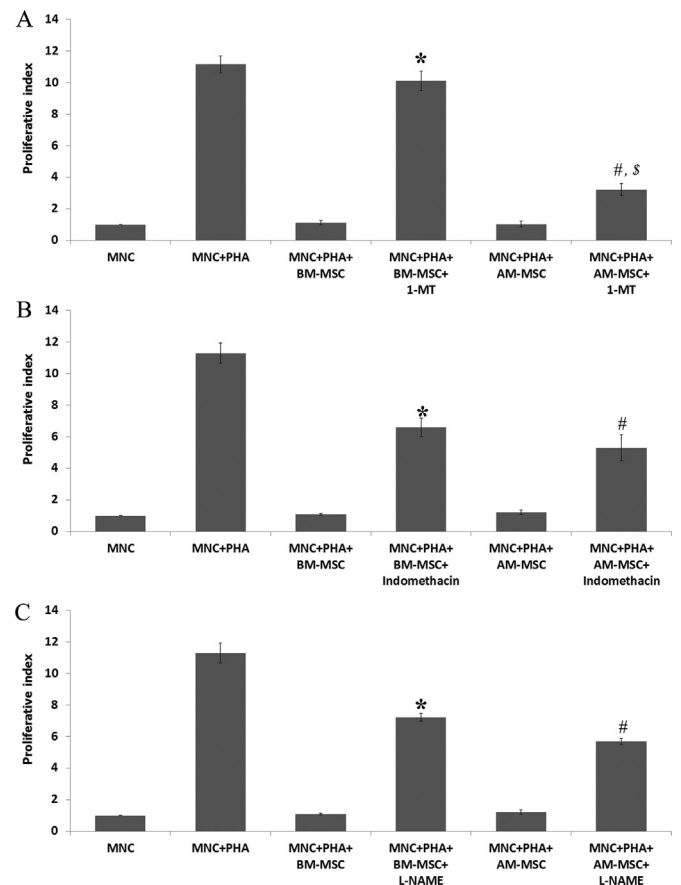 A
Proliferative index
14
12
10
8
6
4
2
0
*
#, $
MNC
MNC+PHA
MNC+PHA+
BM-MSC
MNC+PHA+
BM-MSC+
1-MT
MNC+PHA+
AM-MSC
MNC+PHA+
AM-MSC+
1-MT
B
Proliferative index
14
12
10
8
6
4
2
0
*
#
MNC
MNC+PHA
MNC+PHA+
BM-MSC
MNC+PHA+
BM-MSC+
Indomethacin
MNC+PHA+
AM-MSC
MNC+PHA+
AM-MSC+
Indomethacin
C
Proliferative index
14
12
10
8
6
4
2
0
*
#
MNC
MNC+PHA
MNC+PHA+
BM-MSC
MNC+PHA+
BM-MSC+
L-NAME
MNC+PHA+
AM-MSC
MNC+PHA+
AM-MSC+
L-NAME